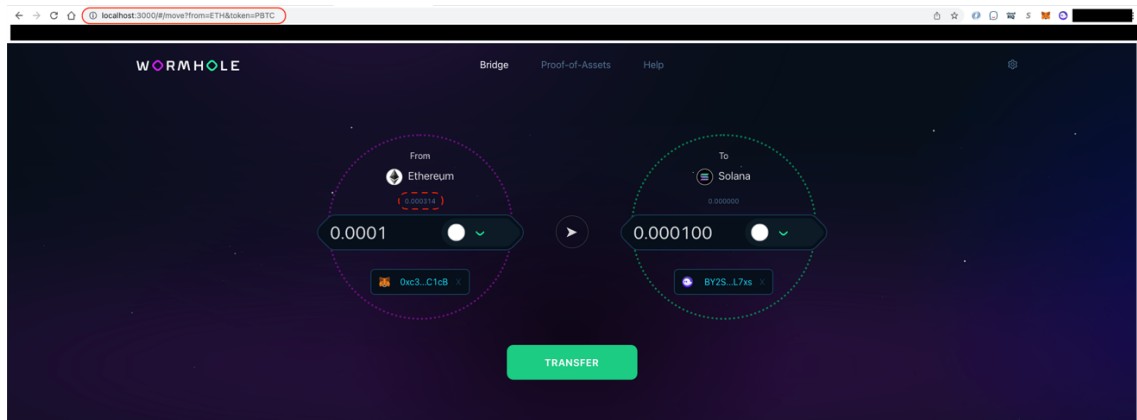 localhost:3000/#/move?from=ETH&token=PBTC
WORMHOLE
Bridge Proof-of-Assets Help
From
Ethereum
0.000314
0.0001
0xc3...C1cB X
To
Solana
0.000000
0.000100
BY2S...L7xs X
TRANSFER